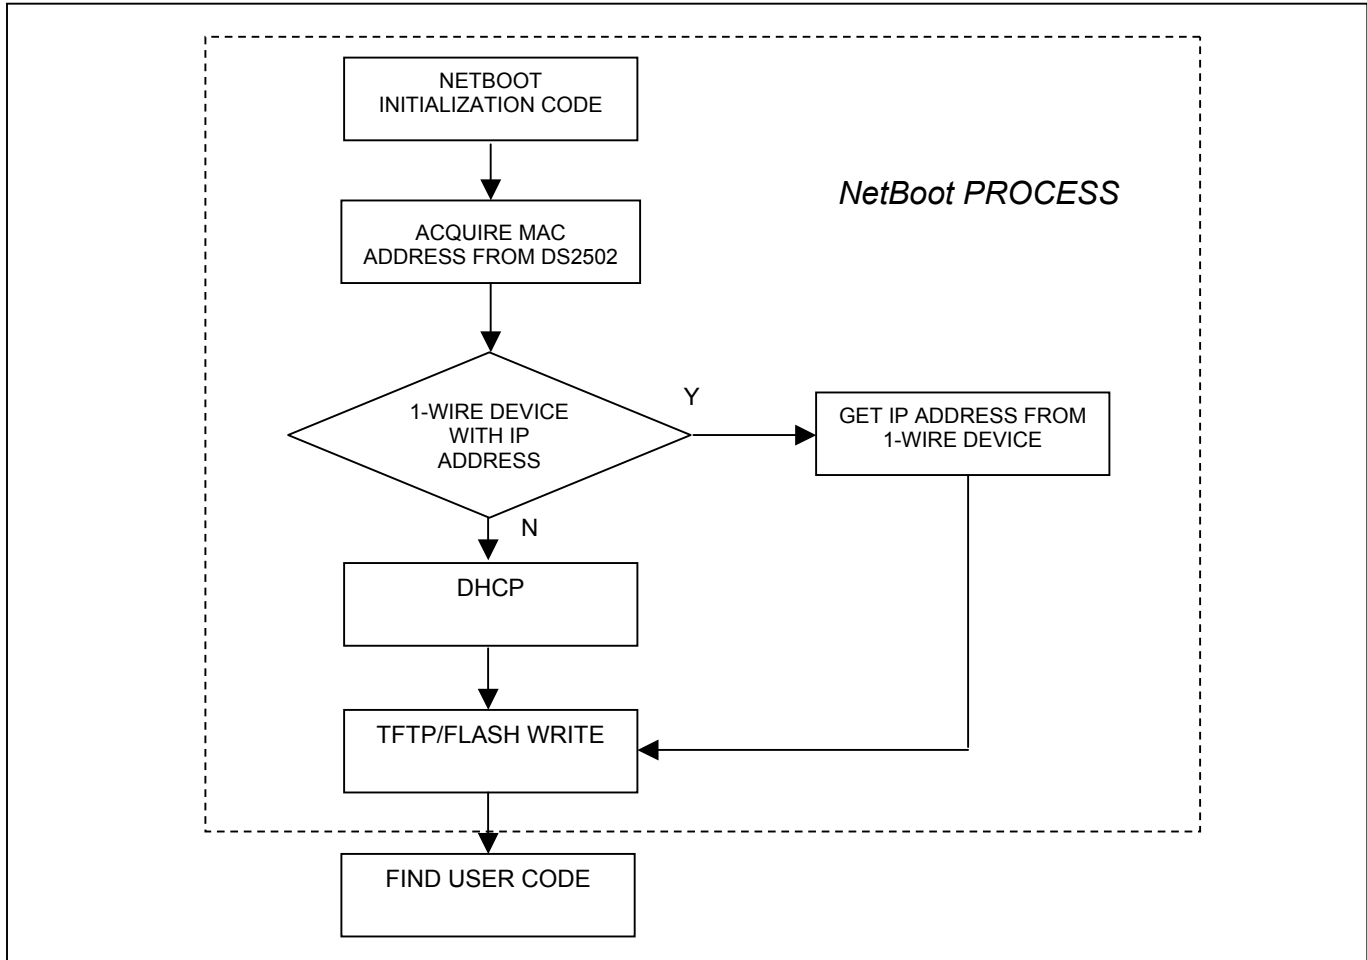 NETBOOT
INITIALIZATION CODE
NetBoot PROCESS
ACQUIRE MAC
ADDRESS FROM DS2502
1-WIRE DEVICE
WITH IP
ADDRESS
Y
GET IP ADDRESS FROM
1-WIRE DEVICE
N
DHCP
TFTP/FLASH WRITE
FIND USER CODE